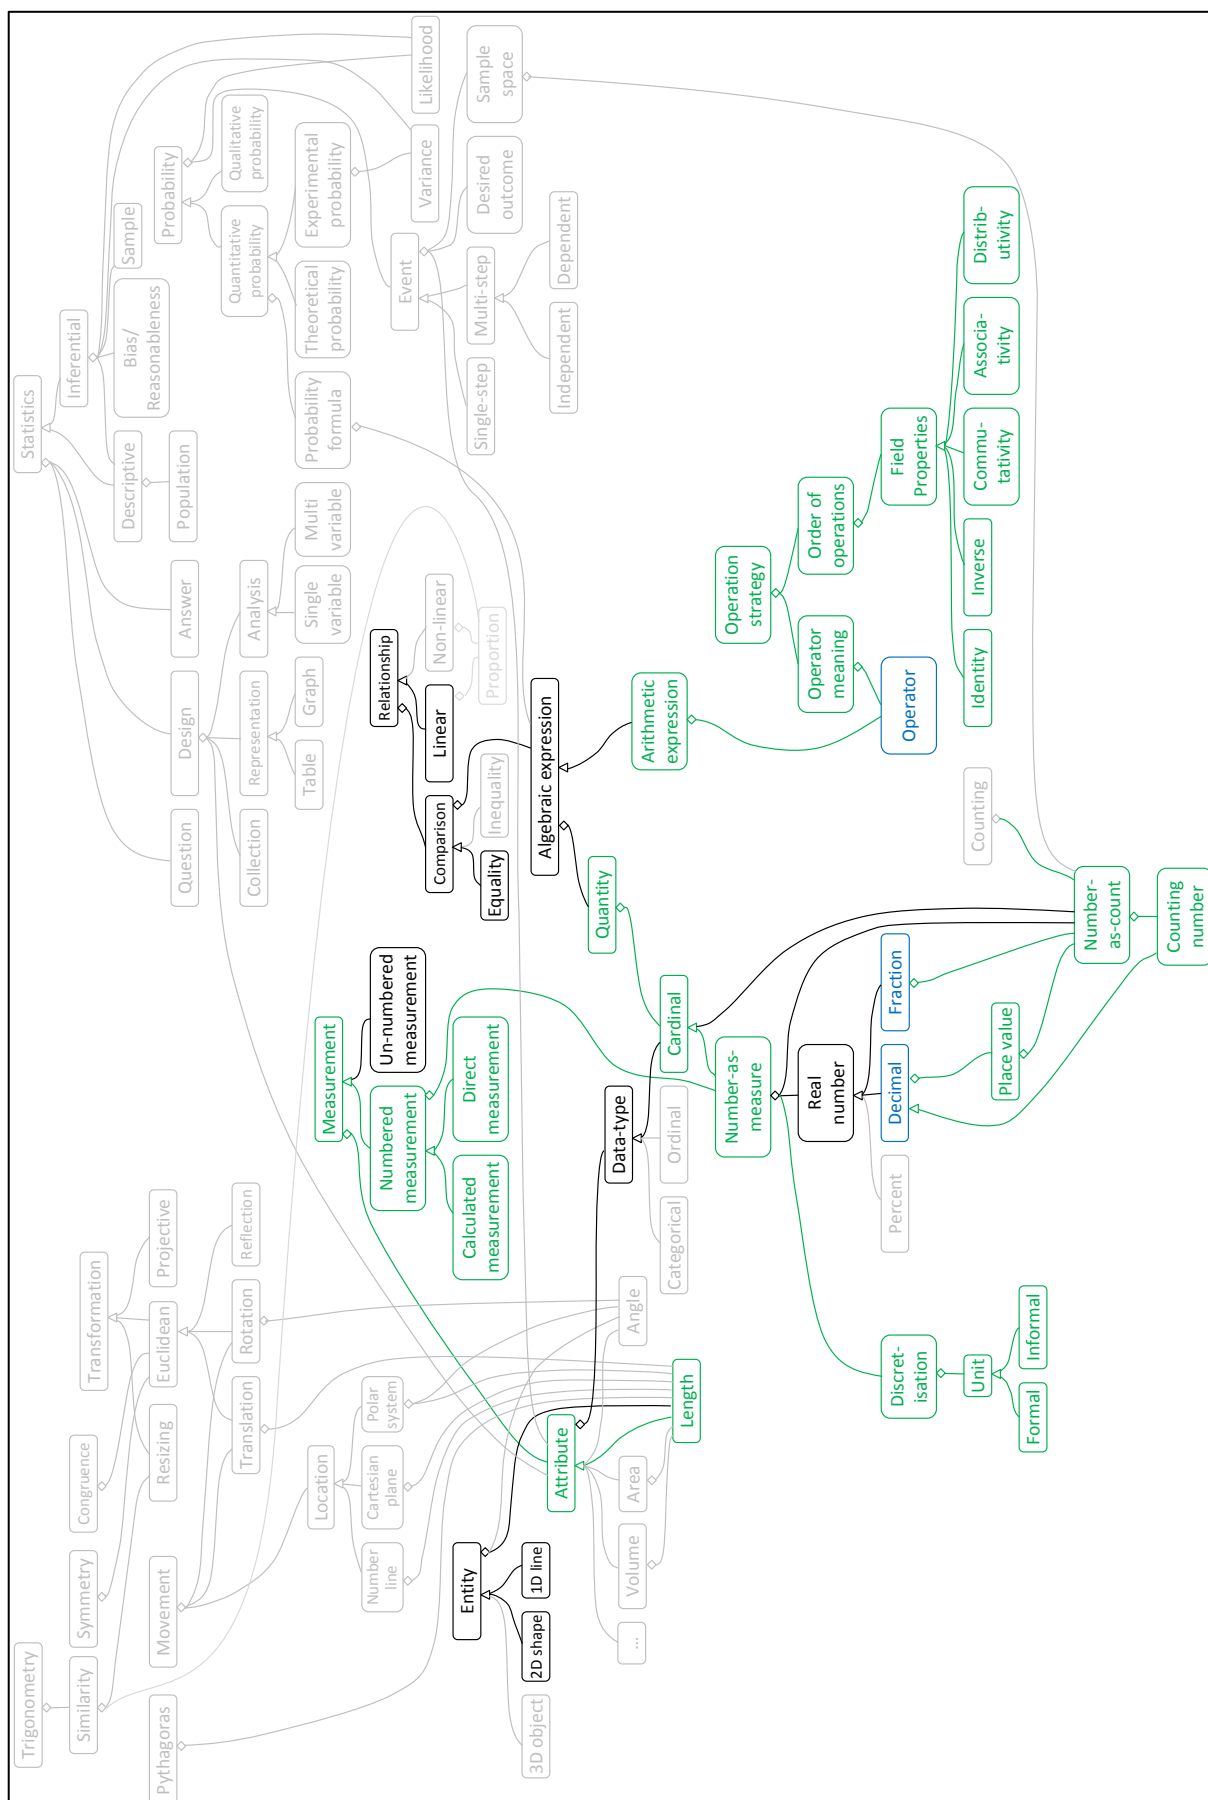 Trigonometry
Statistics
Similarity
Symmetry
Congruence
Transformation
Inferential
Pythagoras
Movement
Resizing
Euclidean
Projective
Descriptive
Bias/
Reasonableness
Sample
Probability
Question
Design
Answer
Population
Translation
Rotation
Reflection
Collection
Representation
Analysis
Quantitative
probability
Qualitative
probability
Location
Measurement
Table
Graph
Single
variable
Multi
variable
Probability
formula
Theoretical
probability
Experimental
probability
Number
line
Cartesian
plane
Polar
system
Numbered
measurement
Un-numbered
measurement
Relationship
Event
Variance
Likelihood
Entity
Calculated
measurement
Direct
measurement
Comparison
Linear
Non-linear
Equality
Inequality
Proportion
Single-step
Multi-step
Desired
outcome
Sample
space
3D object
2D shape
1D line
Attribute
Algebraic expression
Independent
Dependent
...
Volume
Area
Angle
Data-type
Quantity
Arithmetic
expression
Length
Categorical
Ordinal
Cardinal
Number-as-
measure
Operation
strategy
Real
number
Operator
meaning
Order of
operations
Discret-
isation
Percent
Decimal
Fraction
Operator
Field
Properties
Unit
Counting
Identity
Inverse
Commu-
tativity
Associa-
tivity
Distrib-
utivity
Formal
Informal
Place value
Number-
as-count
Counting
number